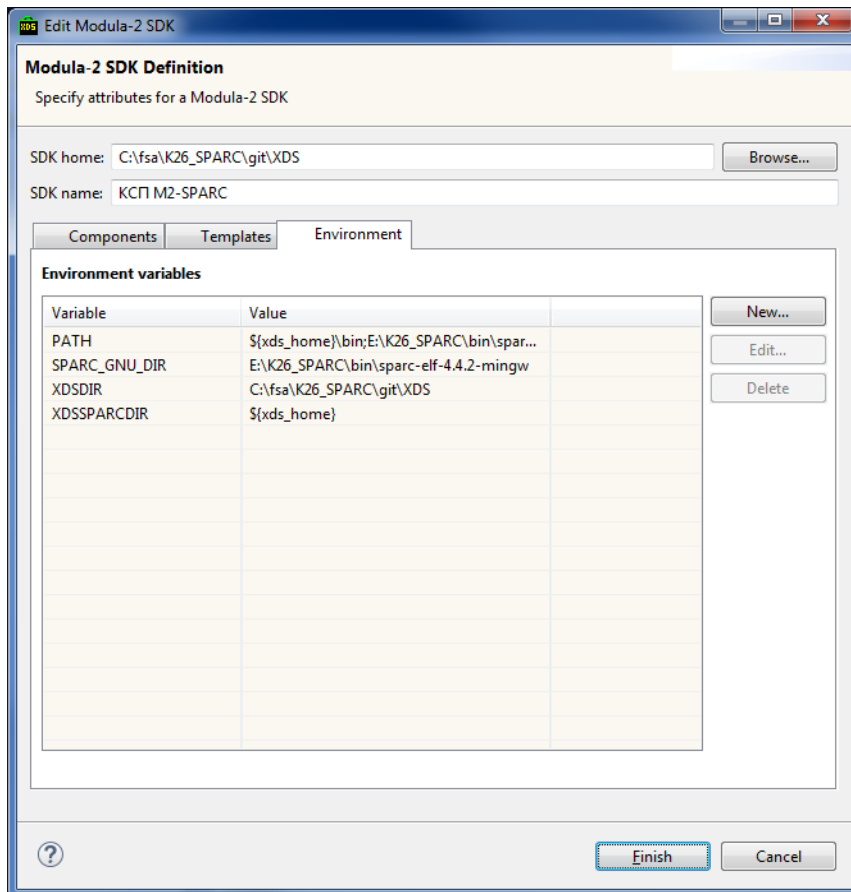 XDS Edit Modula-2 SDK
Modula-2 SDK Definition
Specify attributes for a Modula-2 SDK
SDK home: C:\fsa\K26_SPARC\git\XDS Browse...
SDK name: КСП M2-SPARC
Components Templates Environment
Environment variables
Variable Value New...
PATH ${xds_home}\bin;E:\K26_SPARC\bin\spar... Edit...
SPARC_GNU_DIR E:\K26_SPARC\bin\sparc-elf-4.4.2-mingw
XDSDIR C:\fsa\K26_SPARC\git\XDS Delete
XDSSPARCDIR ${xds_home}
? Finish Cancel